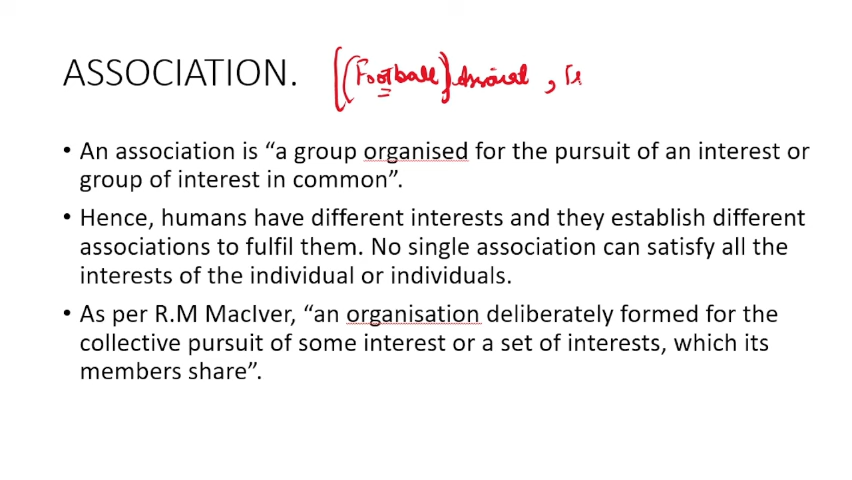 ASSOCIATION. [(Football)
• An association is “a group organised for the pursuit of an interest or
group of interest in common”.
• Hence, humans have different interests and they establish different
associations to fulfil them. No single association can satisfy all the
interests of the individual or individuals.
• As per R.M MacIver, “an organisation deliberately formed for the
collective pursuit of some interest or a set of interests, which its
members share”.